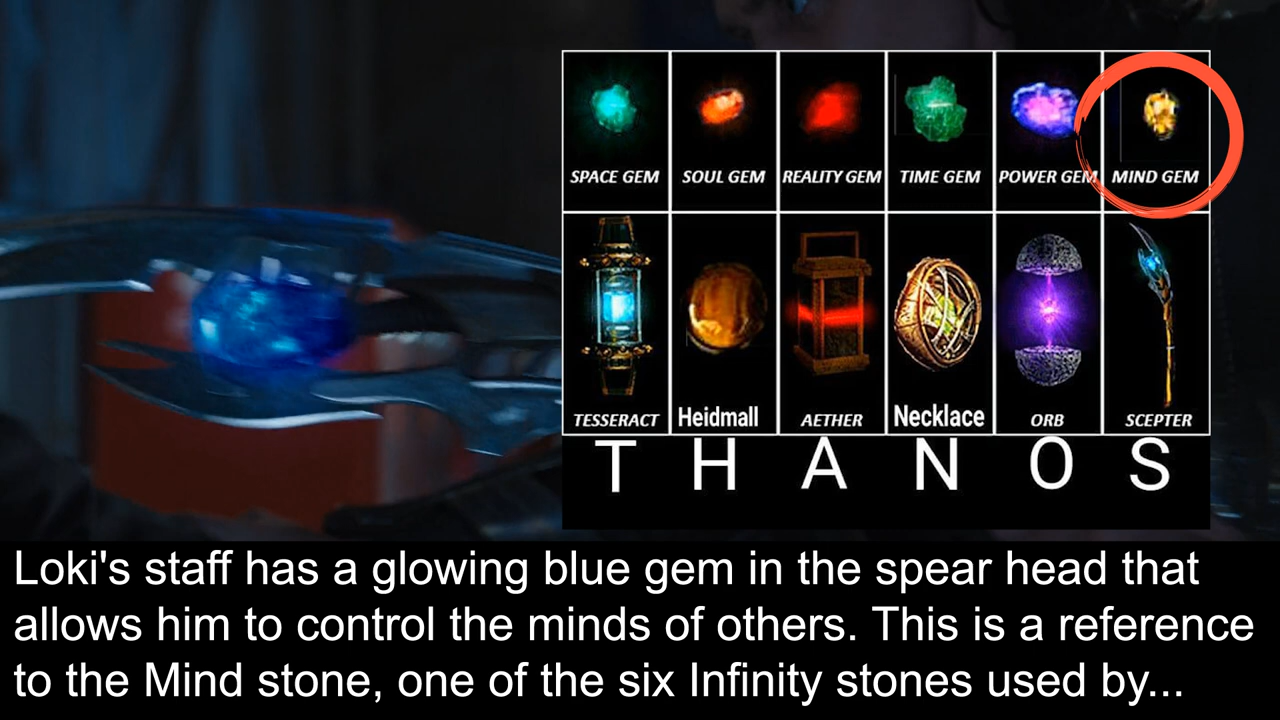 SPACE GEM SOUL GEM REALITY GEM TIME GEM POWER GEM MIND GEM
TESSERACT Heidmall AETHER Necklace ORB SCEPTER
T H A N O S
Loki's staff has a glowing blue gem in the spear head that
allows him to control the minds of others. This is a reference
to the Mind stone, one of the six Infinity stones used by...